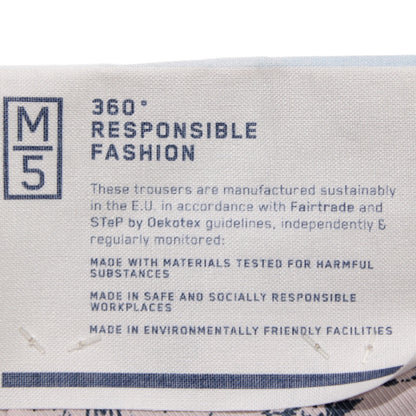 M
5
360°
RESPONSIBLE
FASHION
These trousers are manufactured sustainably
in the E.U. in accordance with Fairtrade and
STeP by Oekotex guidelines, independently &
regularly monitored:
MADE WITH MATERIALS TESTED FOR HARMFUL
SUBSTANCES
MADE IN SAFE AND SOCIALLY RESPONSIBLE
WORKPLACES
MADE IN ENVIRONMENTALLY FRIENDLY FACILITIES